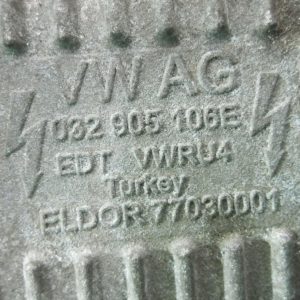 VW AG
032 905 106E
EDT VWRU4
Turkey
ELDOR 77030001